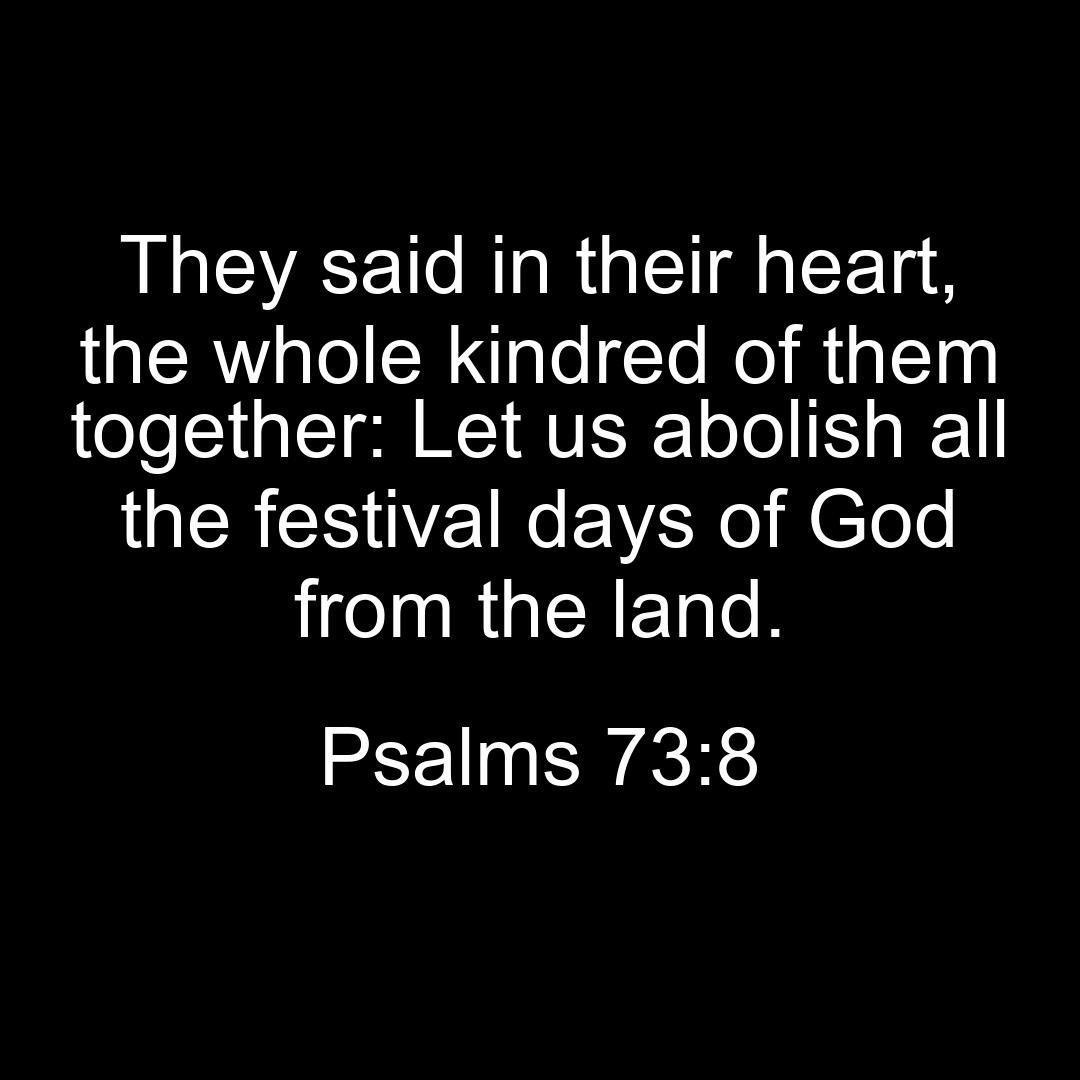 They said in their heart,
the whole kindred of them
together: Let us abolish all
the festival days of God
from the land.
Psalms 73:8